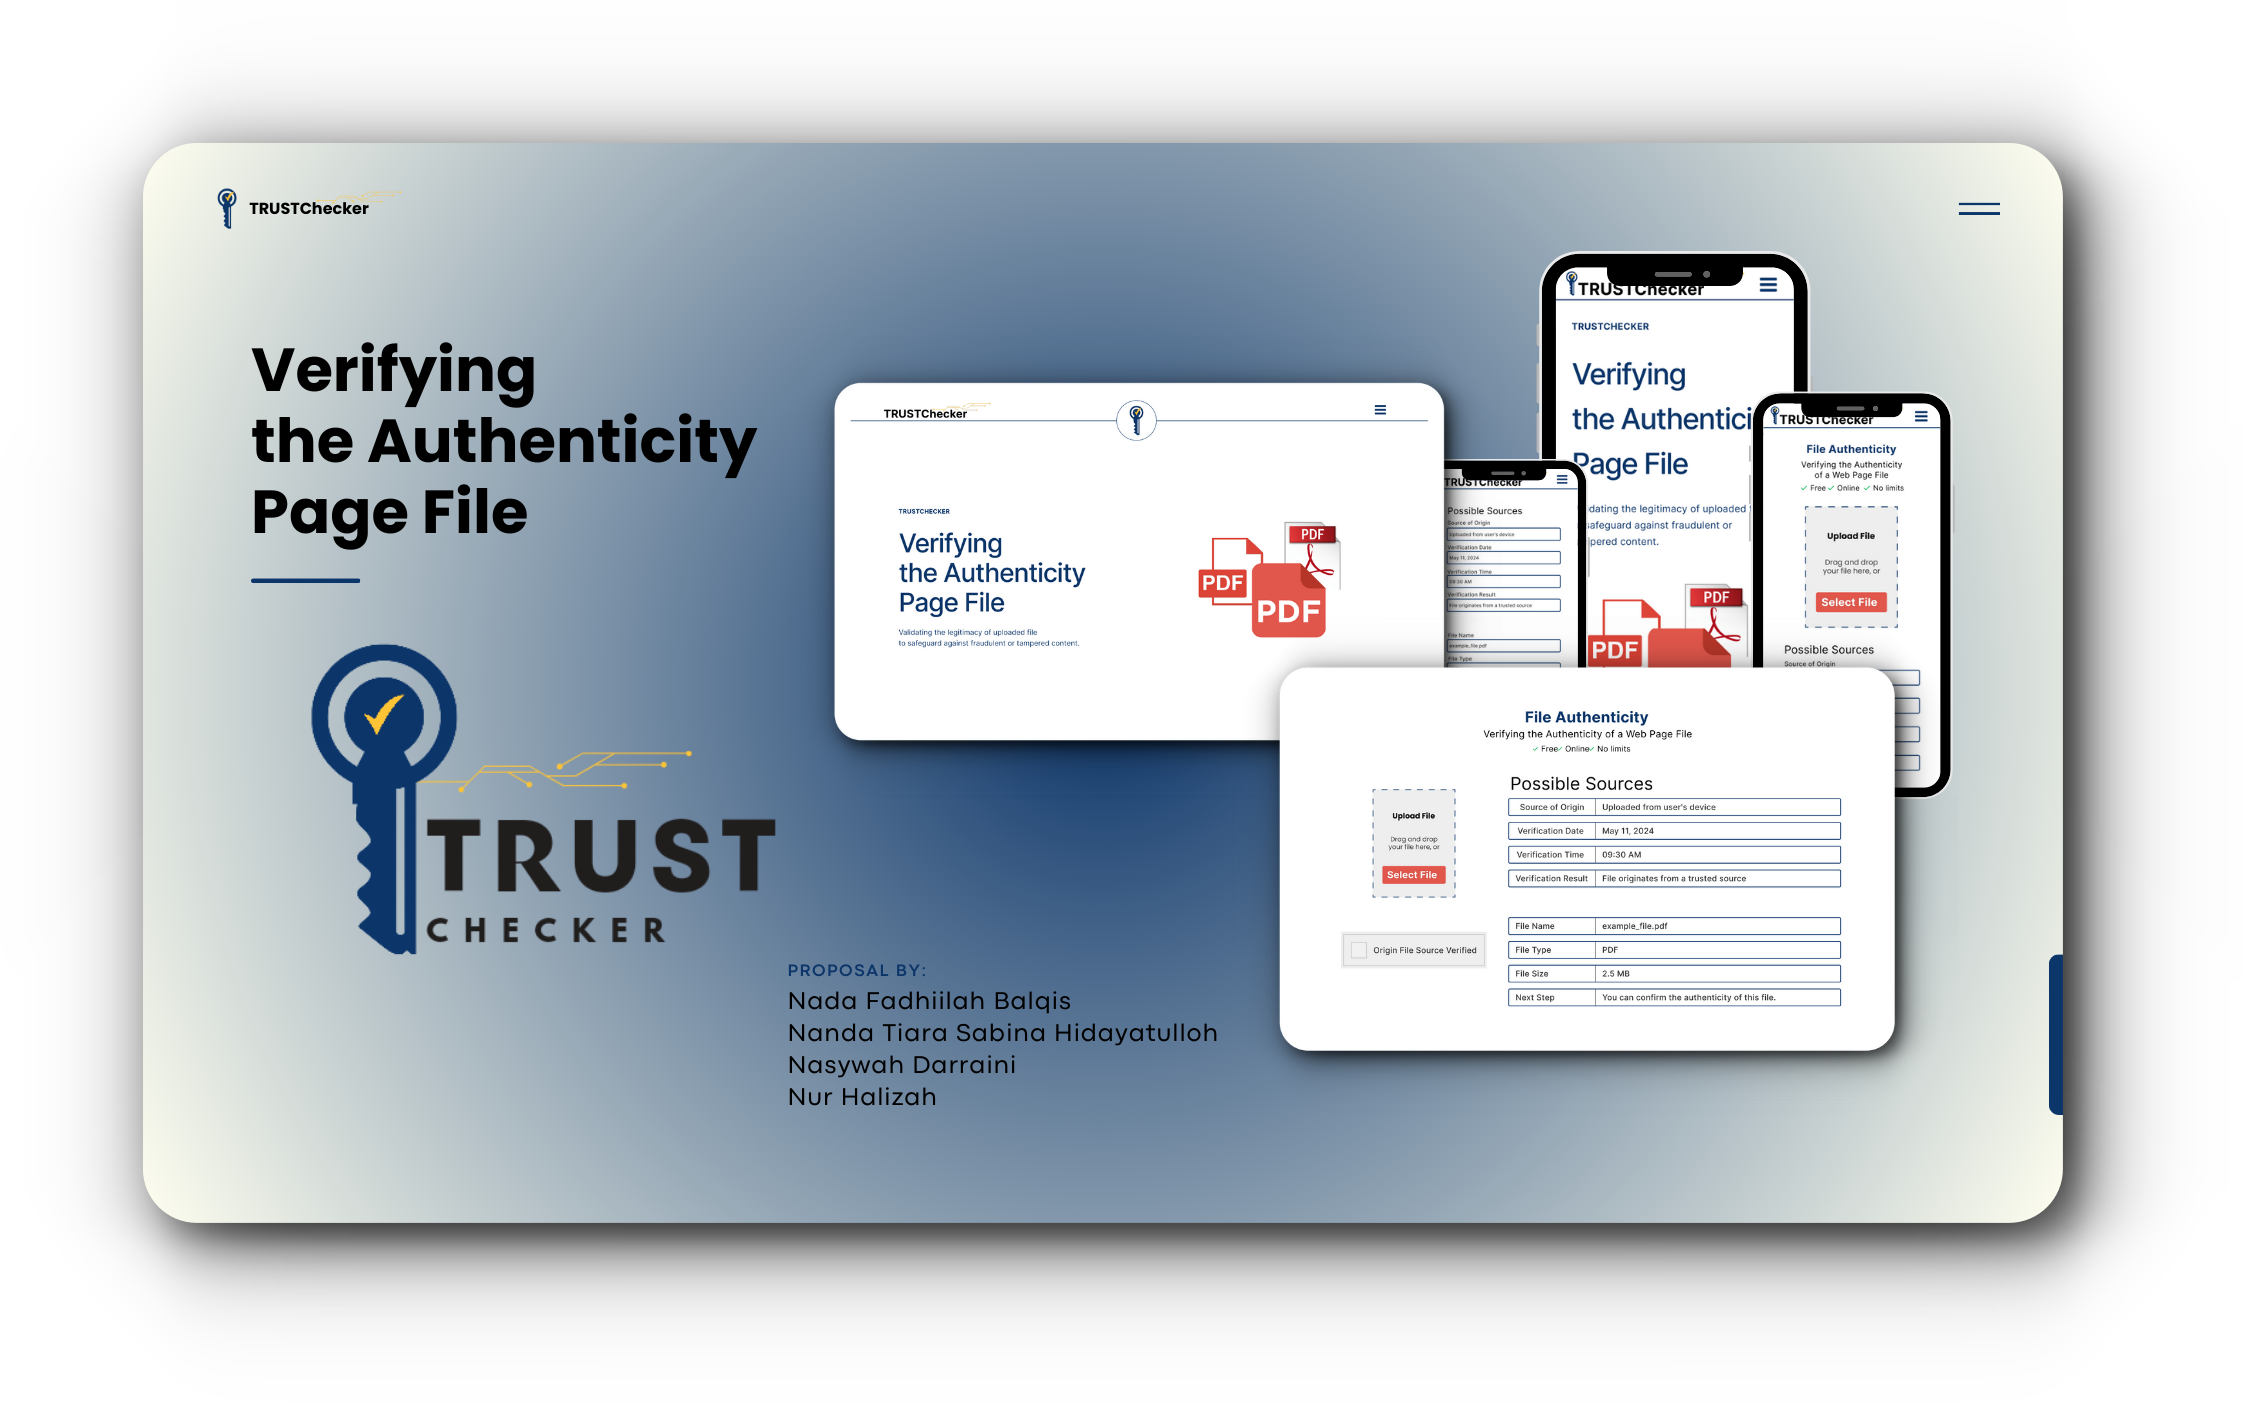 TRUSTChecker
Verifying
the Authenticity
Page File
TRUST
CHECKER
PROPOSAL BY:
Nada Fadhiilah Balqis
Nanda Tiara Sabina Hidayatulloh
Nasywah Darraini
Nur Halizah
TRUSTChecker
TRUSTCHECKER
Verifying
the Authenticity
Page File
Validating the legitimacy of uploaded file
to safeguard against fraudulent or tampered content.
PDF
PDF
PDF
TRUSTChecker
Possible Sources
Source of Origin
Uploaded from user's device
Verification Date
May 11, 2024
Verification Time
09:30 AM
Verification Result
File originates from a trusted source
File Name
example_file.pdf
File Type
TRUSTChecker
TRUSTCHECKER
Verifying
the Authentici
Page File
dating the legitimacy of uploaded
safeguard against fraudulent or
pered content.
PDF
PDF
TRUSTChecker
File Authenticity
Verifying the Authenticity
of a Web Page File
✓ Free ✓ Online ✓ No limits
Upload File
Drag and drop
your file here, or
Select File
Possible Sources
Source of Origin
File Authenticity
Verifying the Authenticity of a Web Page File
✓ Free ✓ Online ✓ No limits
Upload File
Drag and drop
your file here, or
Select File
Origin File Source Verified
Possible Sources
Source of Origin Uploaded from user's device
Verification Date May 11, 2024
Verification Time 09:30 AM
Verification Result File originates from a trusted source
File Name example_file.pdf
File Type PDF
File Size 2.5 MB
Next Step You can confirm the authenticity of this file.